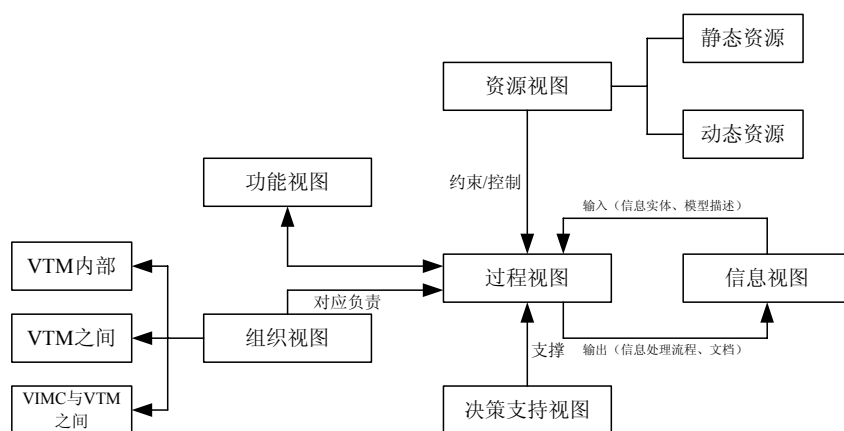 静态资源
资源视图
动态资源
约束/控制
功能视图
输入（信息实体、模型描述）
VTM内部
过程视图
信息视图
对应负责
VTM之间
组织视图
支撑
输出（信息处理流程、文档）
VIMC与VTM
之间
决策支持视图